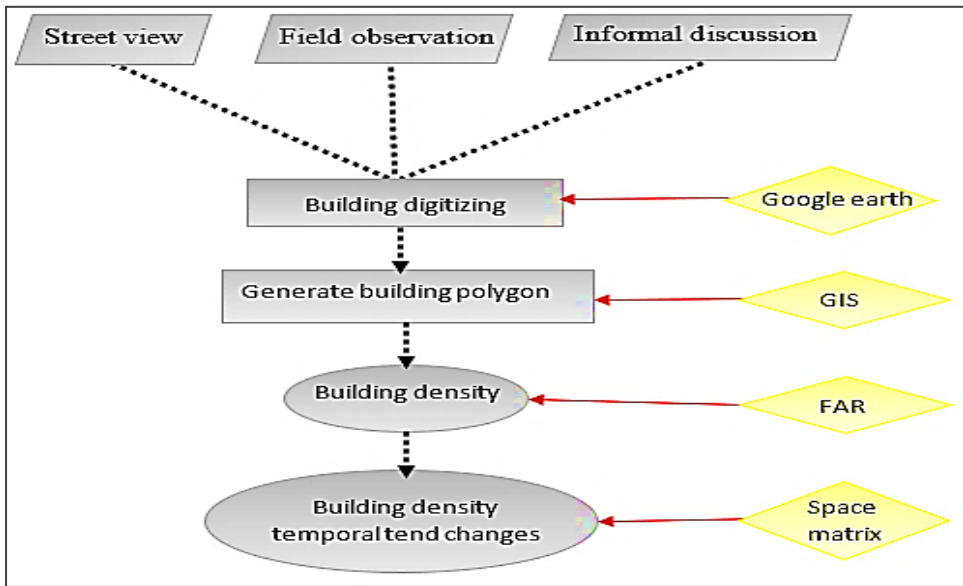 Street view
Field observation
Informal discussion
Building digitizing
Google earth
Generate building polygon
GIS
Building density
FAR
Building density
temporal tend changes
Space
matrix